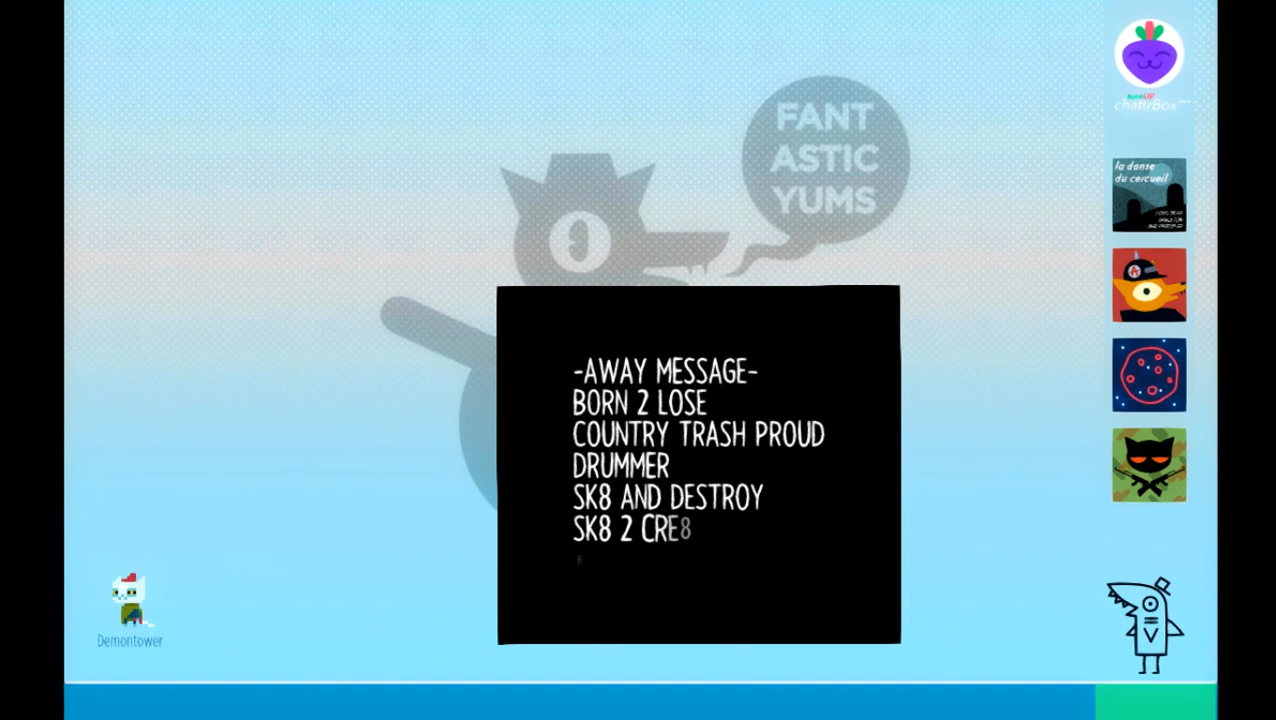 FANT
ASTIC
YUMS
chattrBox
la danse
du cercueil
-AWAY MESSAGE-
BORN 2 LOSE
COUNTRY TRASH PROUD
DRUMMER
SK8 AND DESTROY
SK8 2 CRE8
Demontower